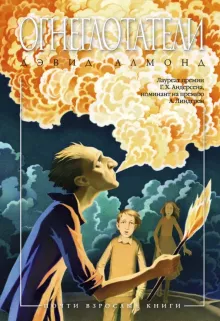 ОГНЕГЛОТАТЕЛИ
ДЭВИД АЛМОНД
Лауреат премии
Г.Х. Андерсена,
номинант на премию
А. Линдгрен
ПОЧТИ ВЗРОСЛЫЕ КНИГИ